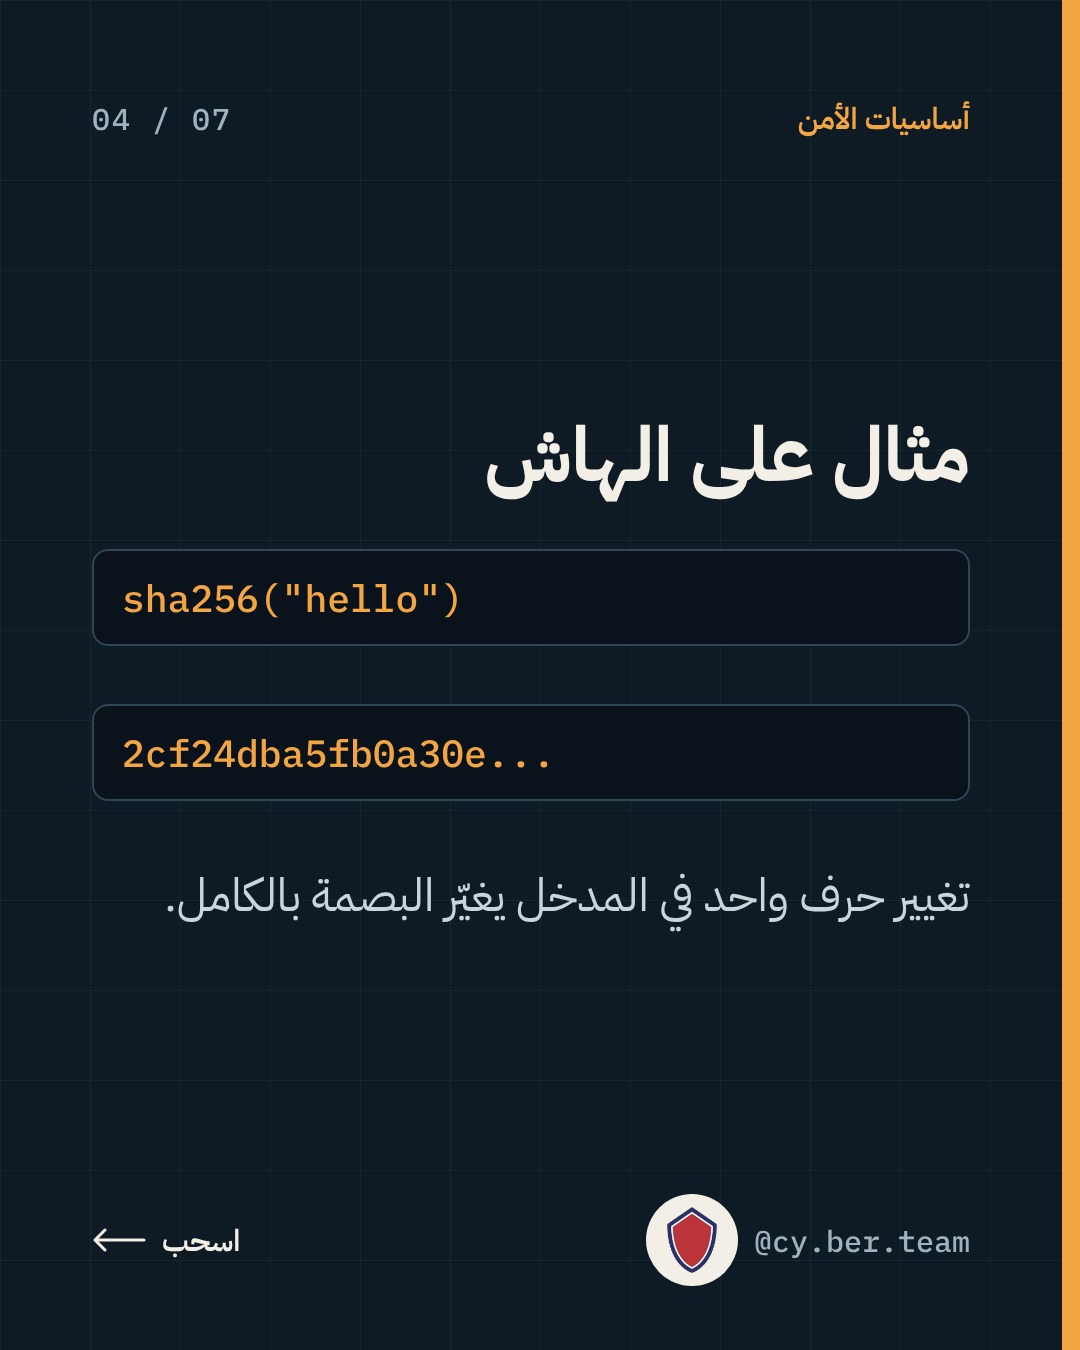 أساسيات الأمن
04 / 07
مثال على الهاش
sha256("hello")
2cf24dba5fb0a30e...
تغيير حرف واحد في المدخل يغيّر البصمة بالكامل.
@cy.ber.team
اسحب ←